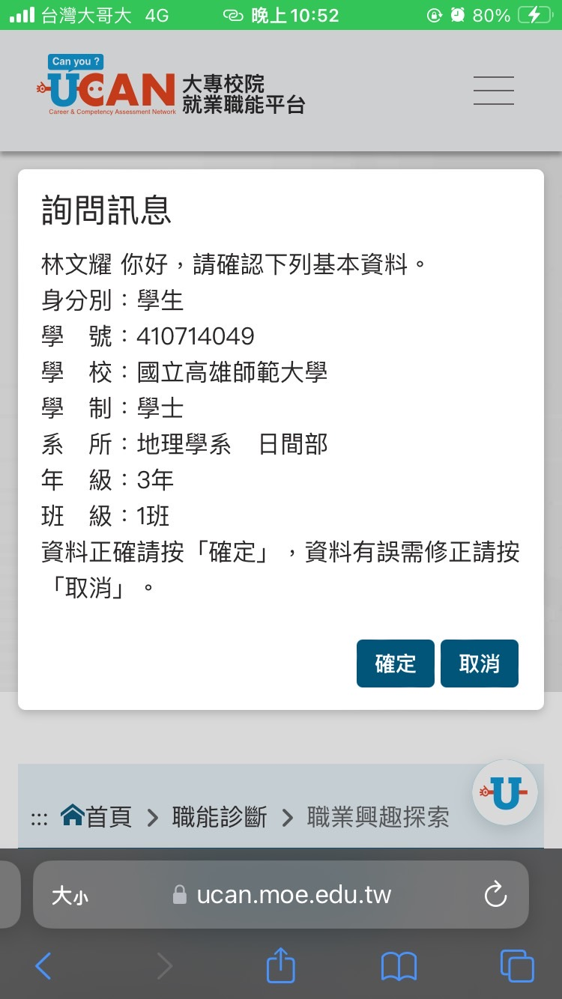 台灣大哥大 4G 晚上10:52 80%
Can you ?
UCAN 大專校院
就業職能平台
Career & Competency Assessment Network
詢問訊息
林文耀 你好，請確認下列基本資料。
身分別：學生
學　號：410714049
學　校：國立高雄師範大學
學　制：學士
系　所：地理學系　日間部
年　級：3年
班　級：1班
資料正確請按「確定」，資料有誤需修正請按
「取消」。
確定 取消
U
::: 首頁 > 職能診斷 > 職業興趣探索
大小 ucan.moe.edu.tw